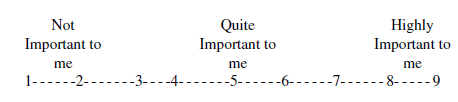 Not Quite Highly
Important to Important to Important to
me me me
1------2-------3----4-------5------6------7------8-----9